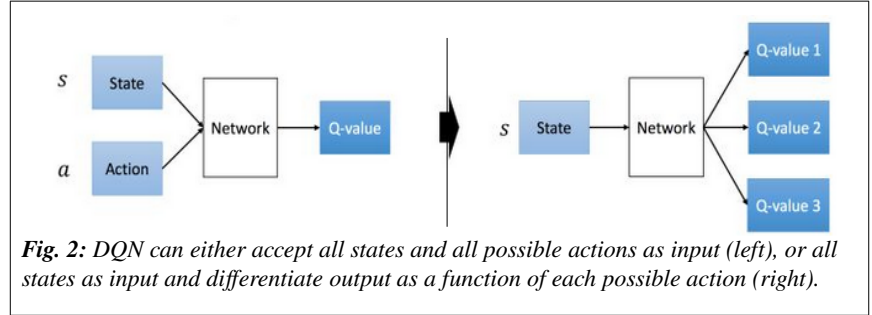 s
State
a
Action
Network
Q-value
s
State
Network
Q-value 1
Q-value 2
Q-value 3
Fig. 2: DQN can either accept all states and all possible actions as input (left), or all
states as input and differentiate output as a function of each possible action (right).